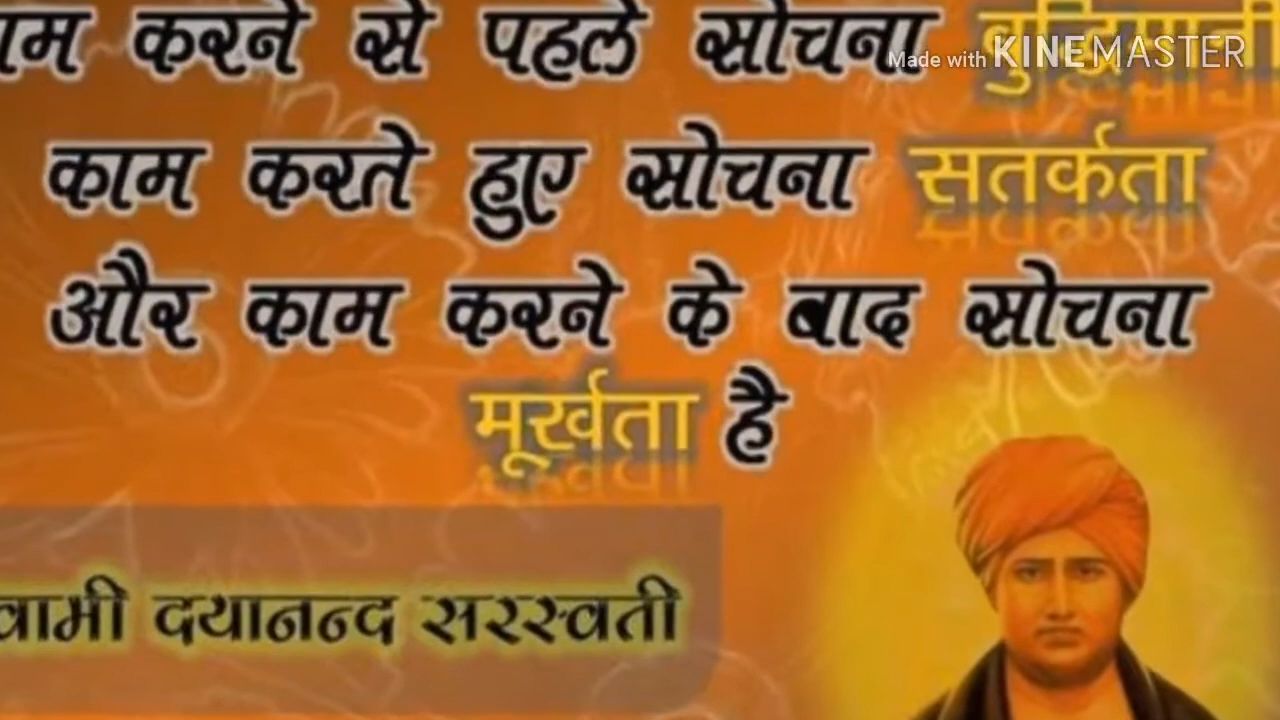 काम करने से पहले सोचना बुद्धिमानी
Made with KINEMASTER
काम करते हुए सोचना सतर्कता
और काम करने के बाद सोचना
मूर्खता है
स्वामी दयानन्द सरस्वती